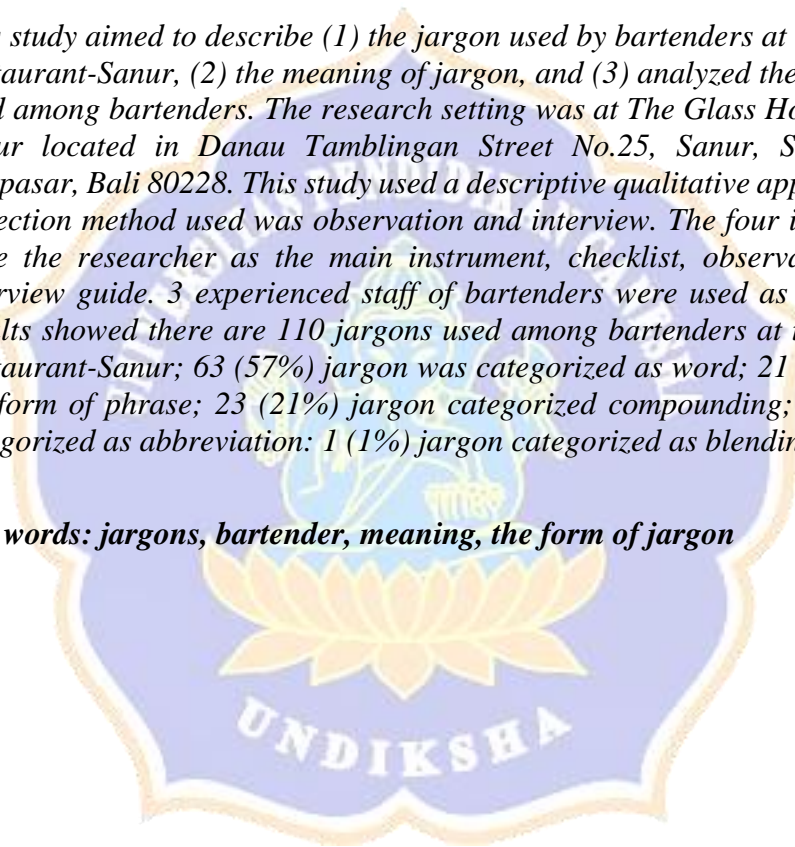 s study aimed to describe (1) the jargon used by bartenders at
taurant-Sanur, (2) the meaning of jargon, and (3) analyzed the
d among bartenders. The research setting was at The Glass Ho
ur located in Danau Tamblingan Street No.25, Sanur, S
pasar, Bali 80228. This study used a descriptive qualitative app
ection method used was observation and interview. The four i
e the researcher as the main instrument, checklist, observa
rview guide. 3 experienced staff of bartenders were used as
lts showed there are 110 jargons used among bartenders at t
taurant-Sanur; 63 (57%) jargon was categorized as word; 21
form of phrase; 23 (21%) jargon categorized compounding;
gorized as abbreviation: 1 (1%) jargon categorized as blendin
words: jargons, bartender, meaning, the form of jargon
UNDIKSHA